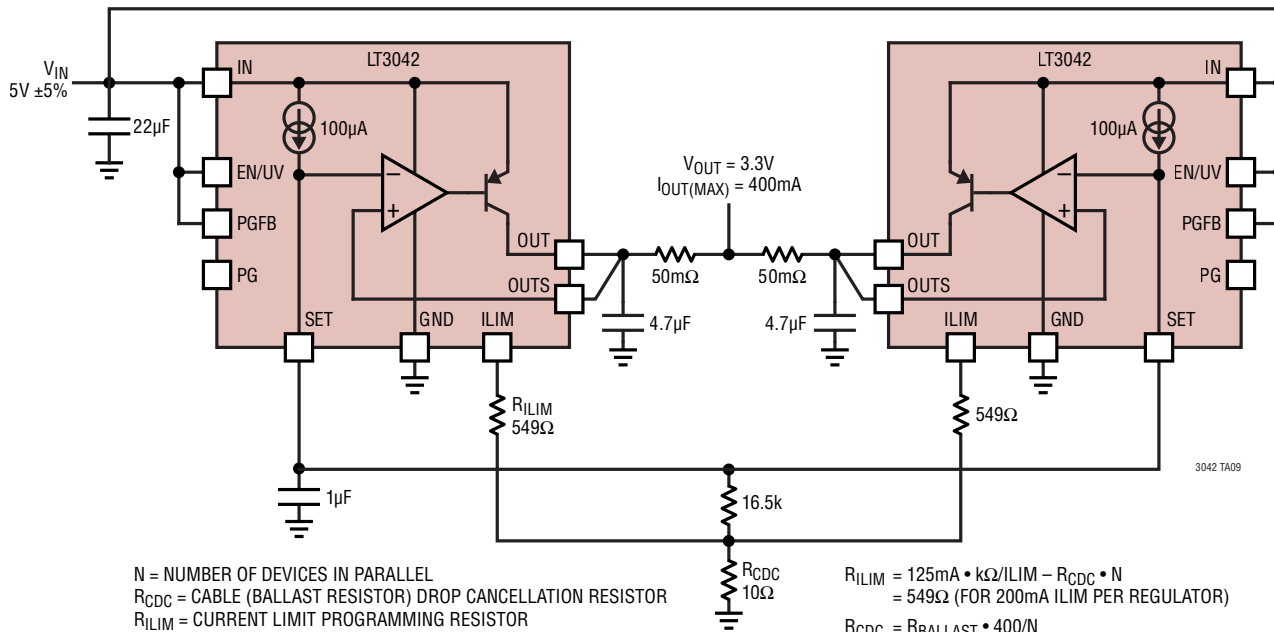 LT3042
LT3042
V_IN
5V ±5%
IN
IN
100µA
100µA
22µF
EN/UV
EN/UV
V_OUT = 3.3V
I_OUT(MAX) = 400mA
PGFB
PGFB
OUT
OUT
50mΩ
50mΩ
PG
PG
OUTS
OUTS
4.7µF
4.7µF
SET
GND
ILIM
ILIM
GND
SET
R_ILIM
549Ω
549Ω
3042 TA09
1µF
16.5k
R_CDC
10Ω
N = NUMBER OF DEVICES IN PARALLEL
R_CDC = CABLE (BALLAST RESISTOR) DROP CANCELLATION RESISTOR
R_ILIM = CURRENT LIMIT PROGRAMMING RESISTOR
R_ILIM = 125mA • kΩ/ILIM – R_CDC • N
= 549Ω (FOR 200mA ILIM PER REGULATOR)
R_CDC = R_BALLAST • 400/N